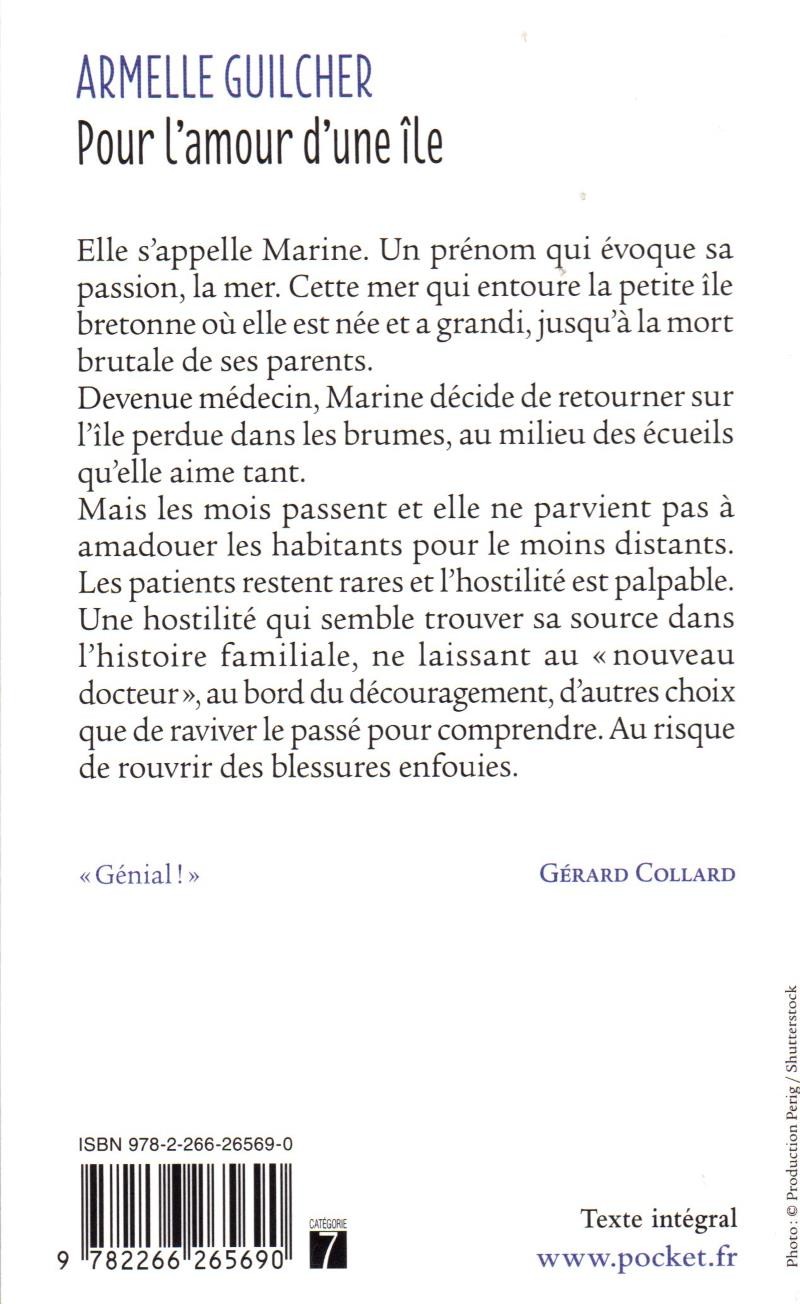 ARMELLE GUILCHER
Pour l'amour d'une île
Elle s'appelle Marine. Un prénom qui évoque sa
passion, la mer. Cette mer qui entoure la petite île
bretonne où elle est née et a grandi, jusqu'à la mort
brutale de ses parents.
Devenue médecin, Marine décide de retourner sur
l'île perdue dans les brumes, au milieu des écueils
qu'elle aime tant.
Mais les mois passent et elle ne parvient pas à
amadouer les habitants pour le moins distants.
Les patients restent rares et l'hostilité est palpable.
Une hostilité qui semble trouver sa source dans
l'histoire familiale, ne laissant au « nouveau
docteur », au bord du découragement, d'autres choix
que de raviver le passé pour comprendre. Au risque
de rouvrir des blessures enfouies.
« Génial ! » GÉRARD COLLARD
Photo : © Production Perig / Shutterstock
ISBN 978-2-266-26569-0
9 782266 265690
CATÉGORIE
7
Texte intégral
www.pocket.fr